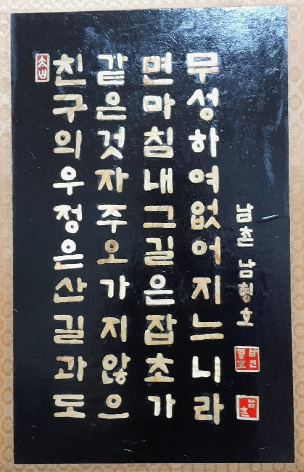 친구의우정은산길과도
같은것자주오가지않으
면마침내그길은잡초가
무성하여없어지느니라
남촌 남형호